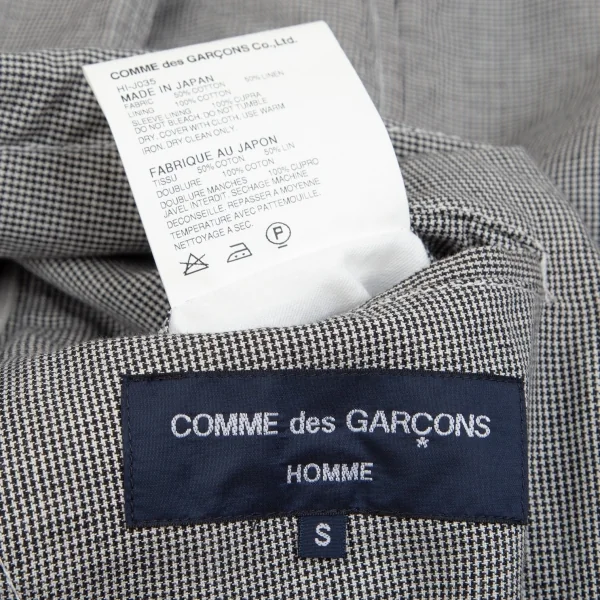 COMME des GARÇONS Co.,Ltd.
HI-J035
MADE IN JAPAN
FABRIC 50% COTTON 50% LINEN
LINING 100% COTTON
SLEEVE LINING 100% CUPRA
DO NOT BLEACH. DO NOT TUMBLE
DRY. COVER WITH CLOTH, USE WARM
IRON. DRY CLEAN ONLY
FABRIQUE AU JAPON
TISSU 50% COTON 50% LIN
DOUBLURE 100% COTON
DOUBLURE MANCHES 100% CUPRO
JAVEL INTERDIT SECHAGE MACHINE
DECONSEILLE, REPASSER A MOYENNE
TEMPERATURE AVEC PATTEMOUILLE,
NETTOYAGE A SEC.
P
COMME des GARÇONS
HOMME
S